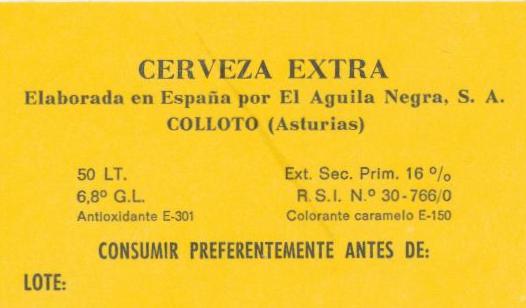 CERVEZA EXTRA
Elaborada en España por El Aguila Negra, S. A.
COLLOTO (Asturias)
50 LT. Ext. Sec. Prim. 16 %
6,8º G.L. R.S.I. N.º 30-766/0
Antioxidante E-301 Colorante caramelo E-150
CONSUMIR PREFERENTEMENTE ANTES DE:
LOTE: